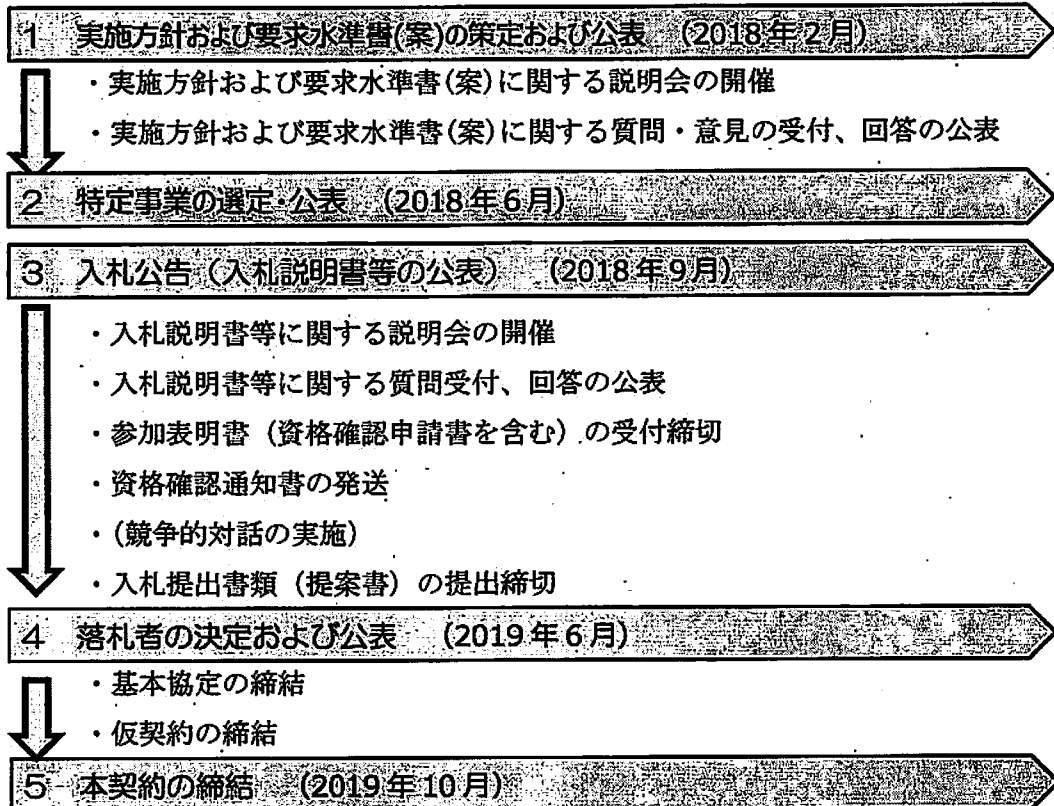 1 実施方針および要求水準書(案)の策定および公表 (2018年2月)
・実施方針および要求水準書(案)に関する説明会の開催
・実施方針および要求水準書(案)に関する質問・意見の受付、回答の公表
2 特定事業の選定・公表 (2018年6月)
3 入札公告(入札説明書等の公表) (2018年9月)
・入札説明書等に関する説明会の開催
・入札説明書等に関する質問受付、回答の公表
・参加表明書(資格確認申請書を含む)の受付締切
・資格確認通知書の発送
・(競争的対話の実施)
・入札提出書類(提案書)の提出締切
4 落札者の決定および公表 (2019年6月)
・基本協定の締結
・仮契約の締結
5 本契約の締結 (2019年10月)